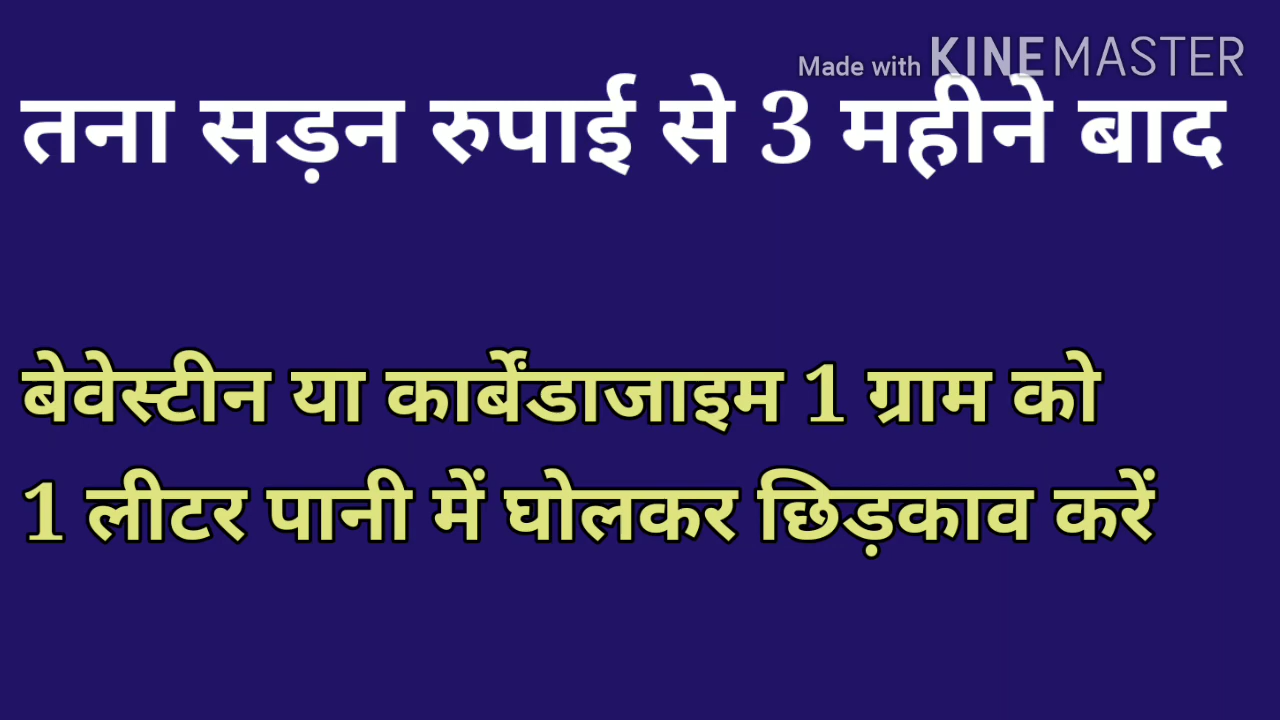 Made with KINEMASTER
तना सड़न रुपाई से 3 महीने बाद
बेवेस्टीन या कार्बेंडाजाइम 1 ग्राम को
1 लीटर पानी में घोलकर छिड़काव करें